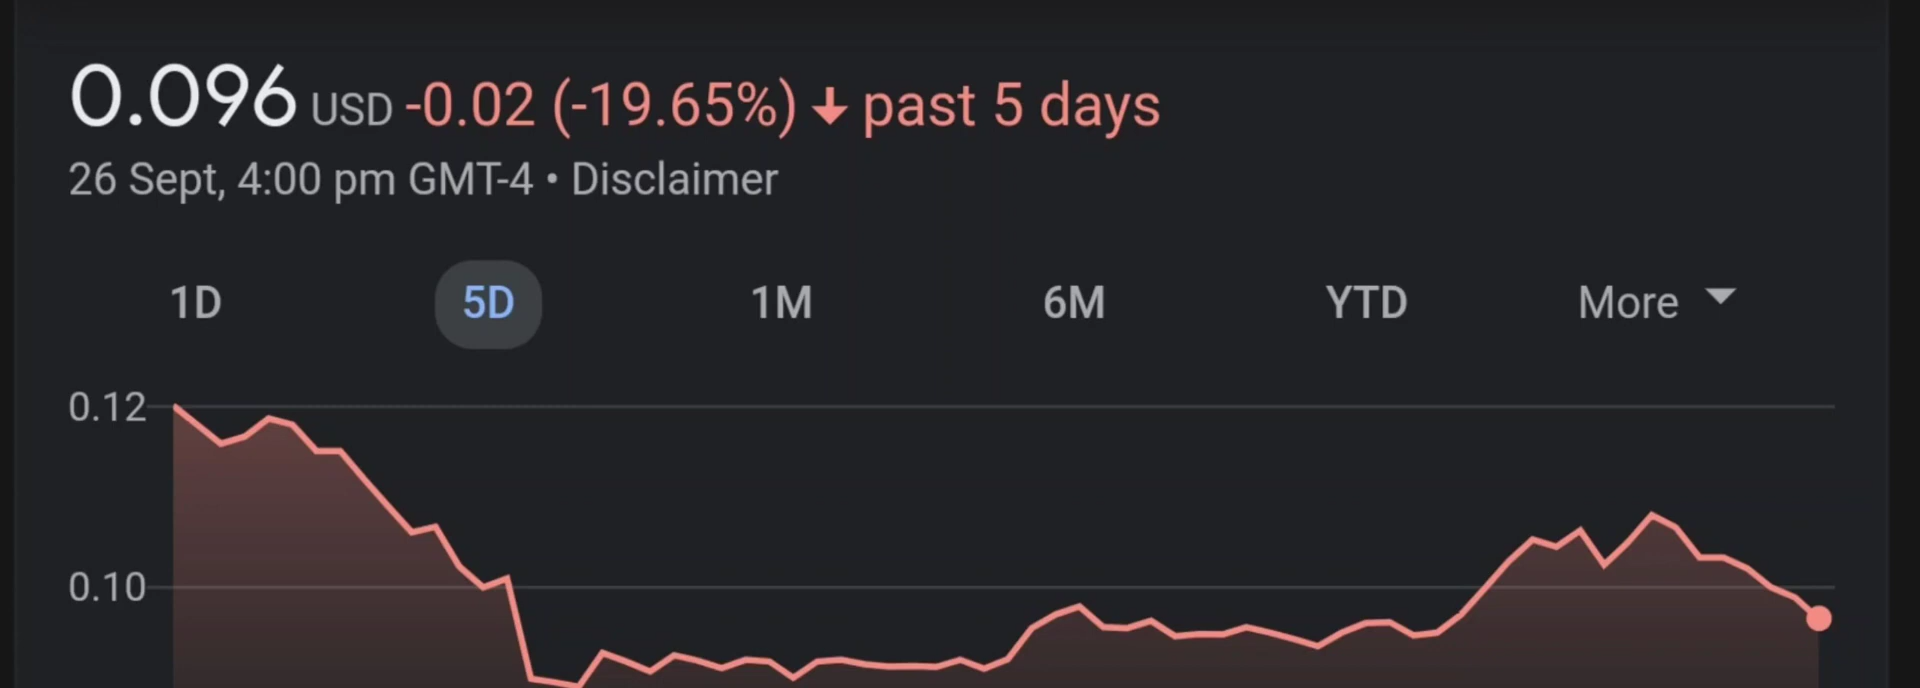 0.096 USD -0.02 (-19.65%) ↓ past 5 days
26 Sept, 4:00 pm GMT-4 • Disclaimer
1D 5D 1M 6M YTD More
0.12
0.10